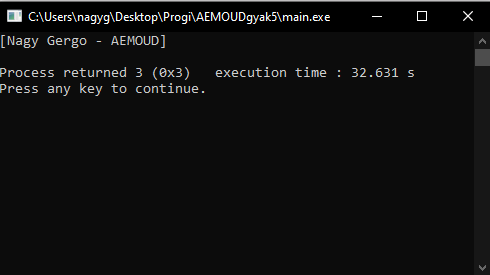 C:\Users\nagyg\Desktop\Progi\AEMOUDgyak5\main.exe
[Nagy Gergo - AEMOUD]
Process returned 3 (0x3)   execution time : 32.631 s
Press any key to continue.